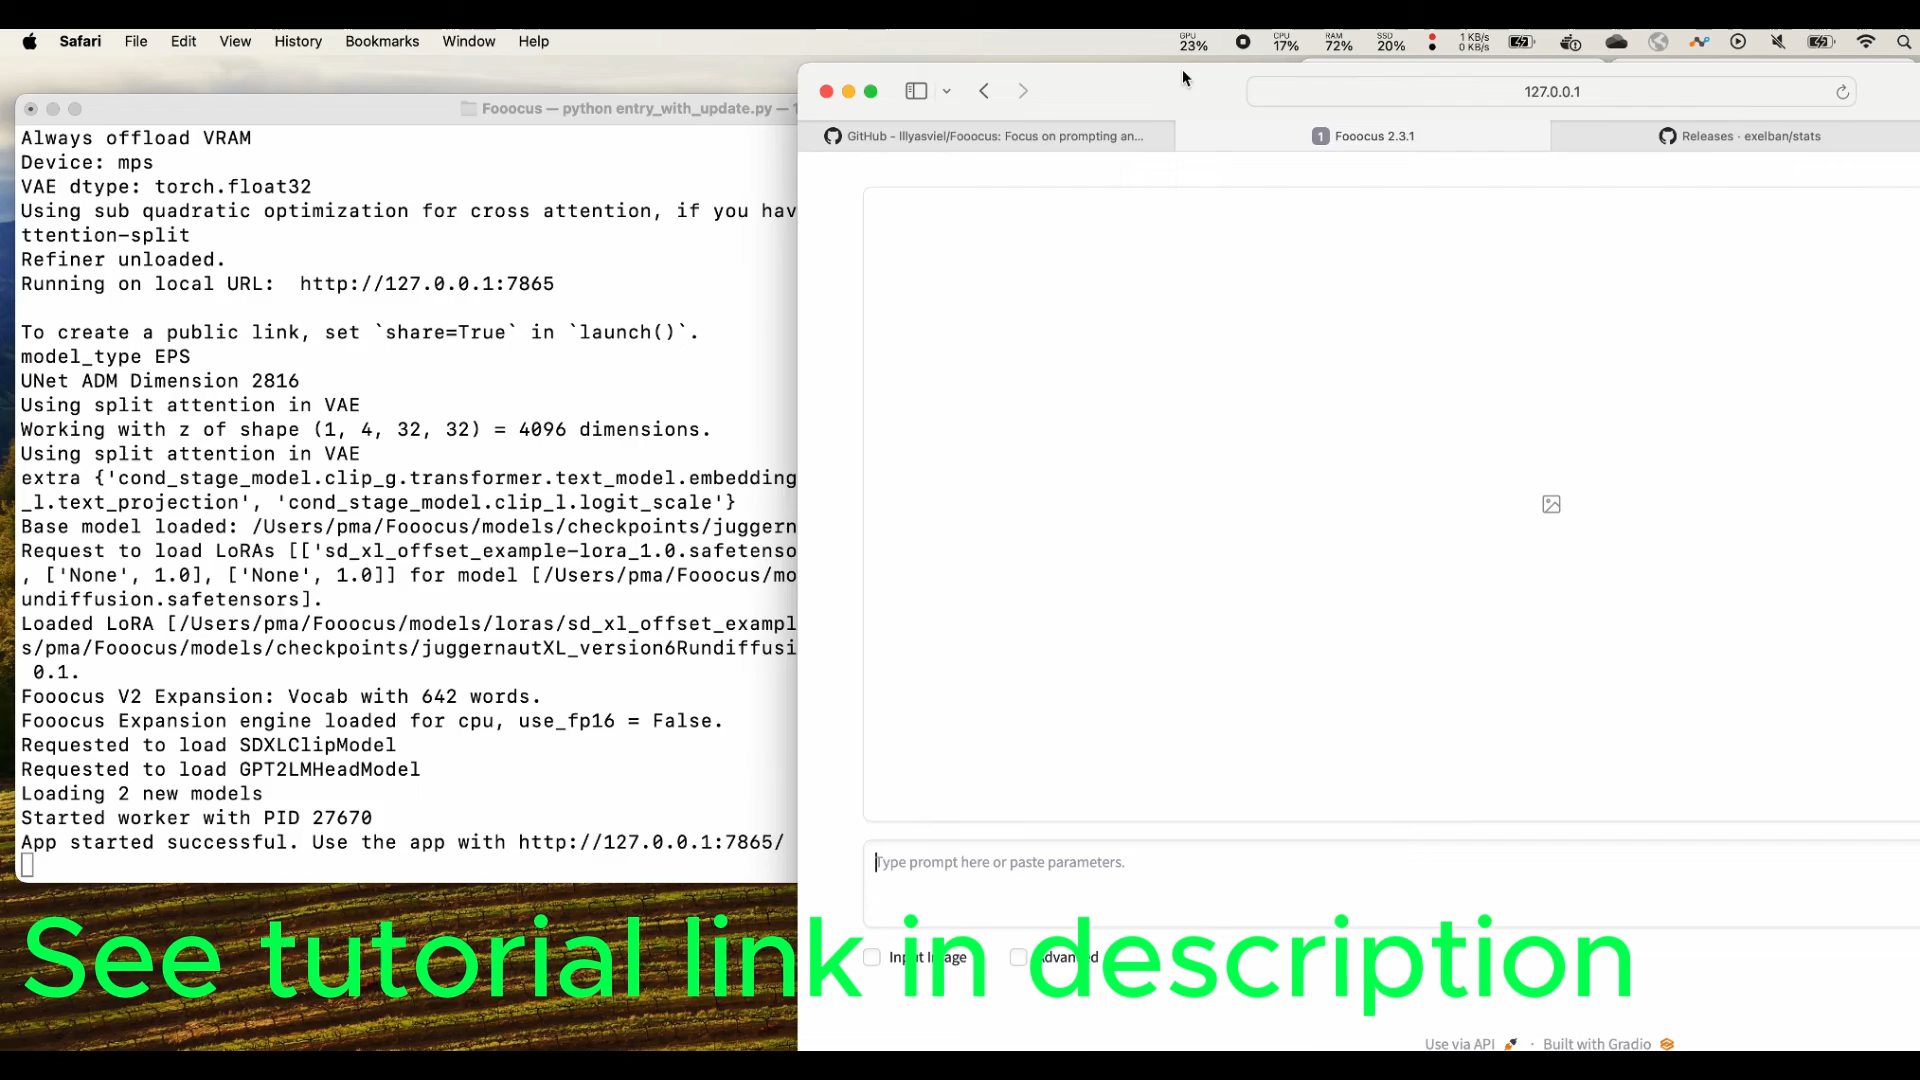 Safari File Edit View History Bookmarks Window Help
GPU 23% CPU 17% RAM 72% SSD 20% 1 KB/s 0 KB/s
Fooocus — python entry_with_update.py — 1
127.0.0.1
GitHub - lllyasviel/Fooocus: Focus on prompting an...
1 Fooocus 2.3.1
Releases · exelban/stats
Always offload VRAM
Device: mps
VAE dtype: torch.float32
Using sub quadratic optimization for cross attention, if you hav
ttention-split
Refiner unloaded.
Running on local URL:  http://127.0.0.1:7865
To create a public link, set `share=True` in `launch()`.
model_type EPS
UNet ADM Dimension 2816
Using split attention in VAE
Working with z of shape (1, 4, 32, 32) = 4096 dimensions.
Using split attention in VAE
extra {'cond_stage_model.clip_g.transformer.text_model.embedding
_l.text_projection', 'cond_stage_model.clip_l.logit_scale'}
Base model loaded: /Users/pma/Fooocus/models/checkpoints/juggern
Request to load LoRAs [['sd_xl_offset_example-lora_1.0.safetenso
, ['None', 1.0], ['None', 1.0]] for model [/Users/pma/Fooocus/mo
undiffusion.safetensors].
Loaded LoRA [/Users/pma/Fooocus/models/loras/sd_xl_offset_exampl
s/pma/Fooocus/models/checkpoints/juggernautXL_version6Rundiffusi
0.1.
Fooocus V2 Expansion: Vocab with 642 words.
Fooocus Expansion engine loaded for cpu, use_fp16 = False.
Requested to load SDXLClipModel
Requested to load GPT2LMHeadModel
Loading 2 new models
Started worker with PID 27670
App started successful. Use the app with http://127.0.0.1:7865/
Type prompt here or paste parameters.
Input Image Advanced
See tutorial link in description
Use via API · Built with Gradio